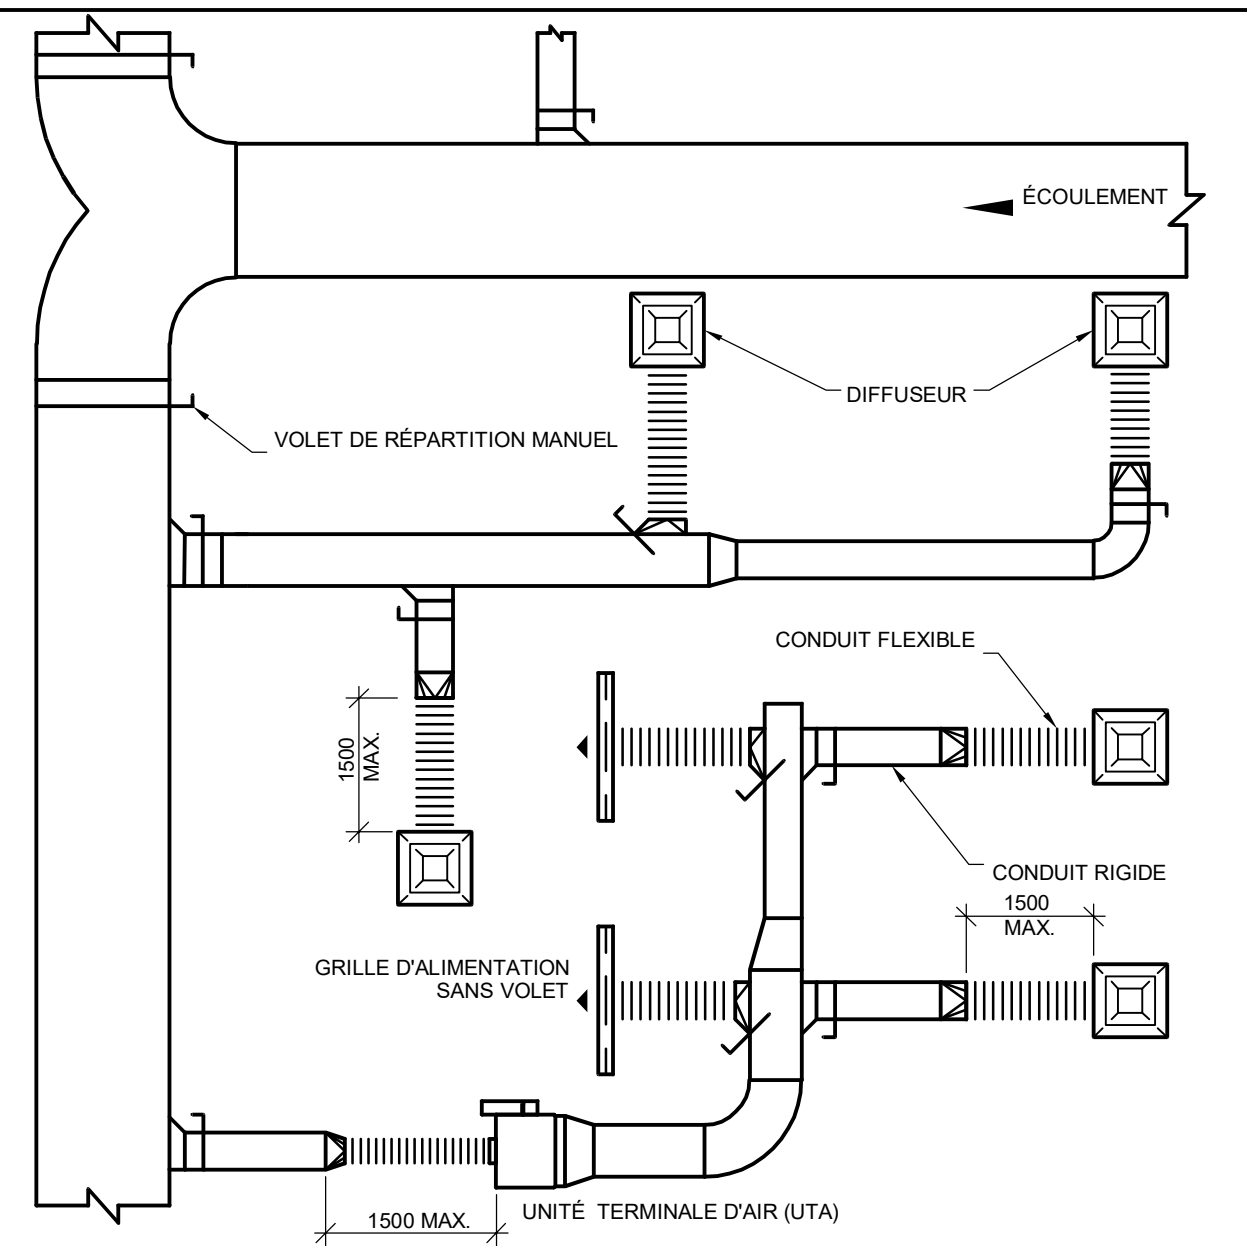 ÉCOULEMENT
DIFFUSEUR
VOLET DE RÉPARTITION MANUEL
CONDUIT FLEXIBLE
1500
MAX.
CONDUIT RIGIDE
1500
MAX.
GRILLE D'ALIMENTATION
SANS VOLET
1500 MAX.
UNITÉ TERMINALE D'AIR (UTA)